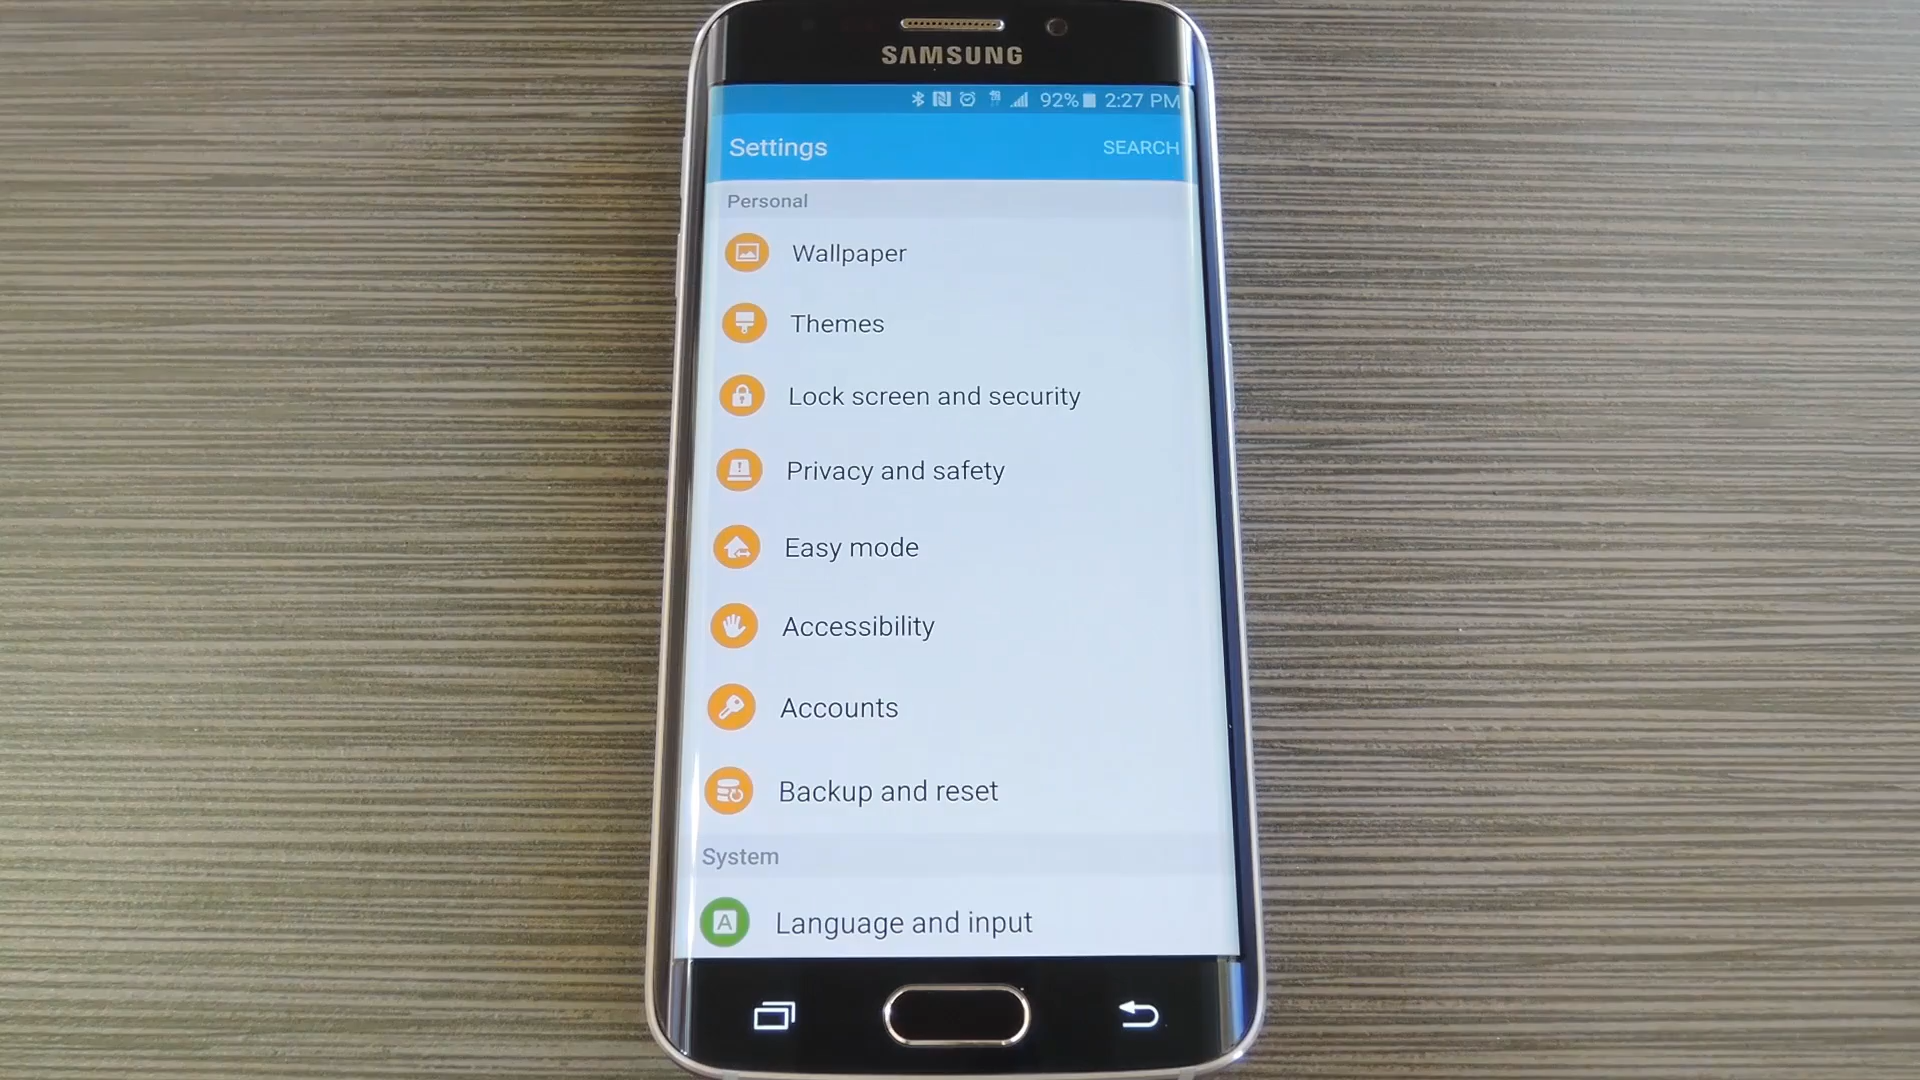 SAMSUNG
92% 2:27 PM
Settings SEARCH
Personal
Wallpaper
Themes
Lock screen and security
Privacy and safety
Easy mode
Accessibility
Accounts
Backup and reset
System
A Language and input